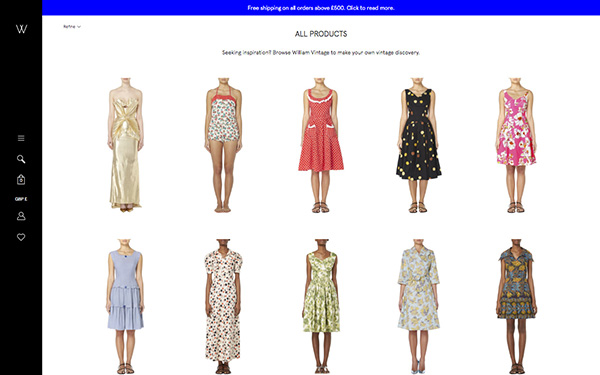 Free shipping on all orders above £500. Click to read more.
W
Refine
ALL PRODUCTS
Seeking inspiration? Browse William Vintage to make your own vintage discovery.
0
GBP £